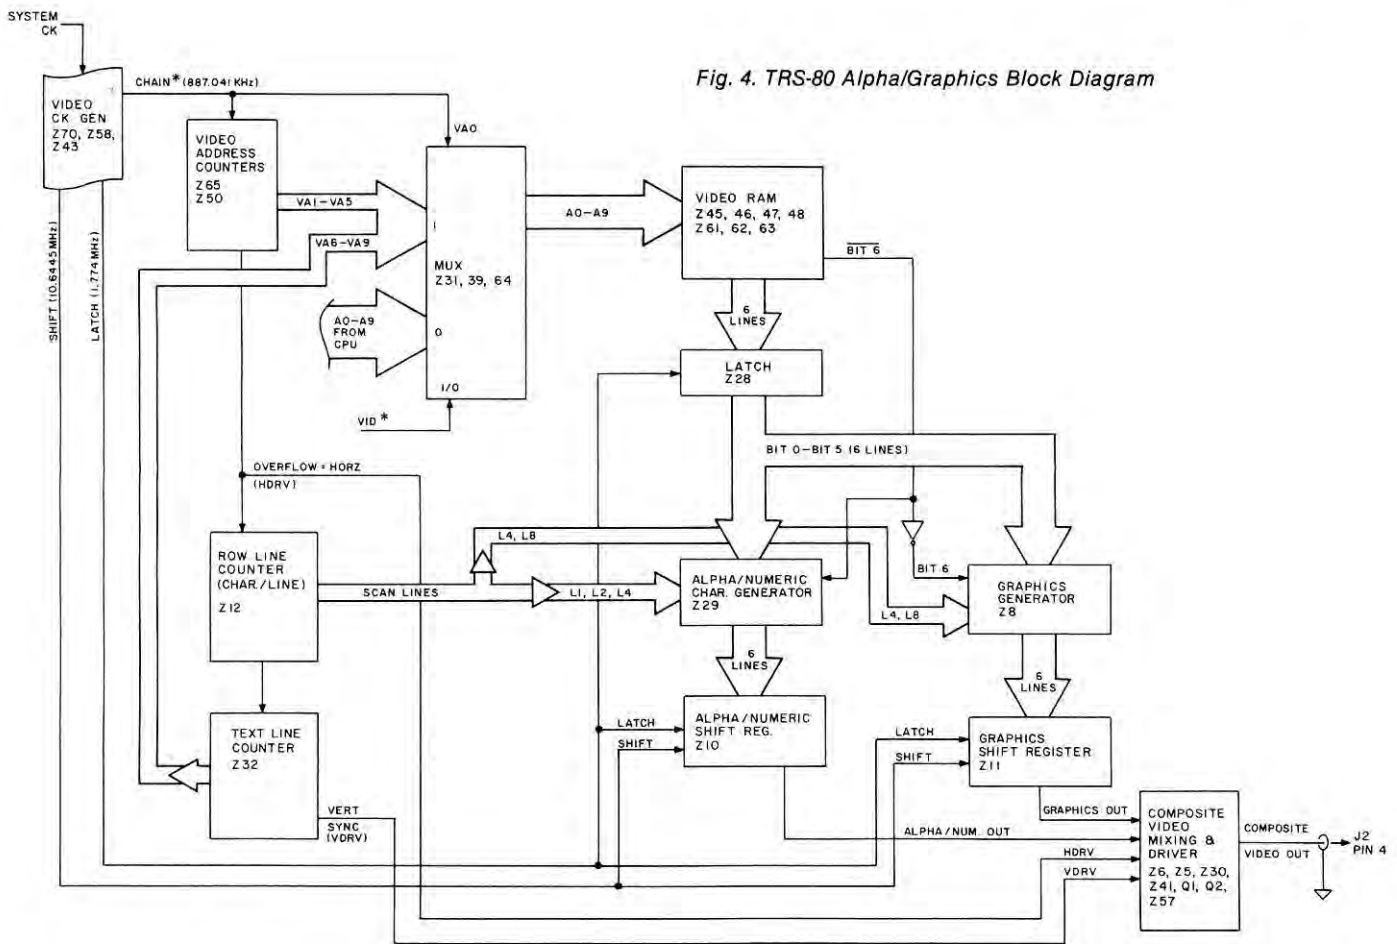 SYSTEM
CK
CHAIN* (887.041 KHz)
Fig. 4. TRS-80 Alpha/Graphics Block Diagram
VIDEO
CK GEN
Z70, Z58,
Z43
VIDEO
ADDRESS
COUNTERS
Z65
Z50
VA0
VA1-VA5
VA6-VA9
A0-A9
FROM
CPU
1
MUX
Z31, 39, 64
0
1/0
VID*
A0-A9
VIDEO RAM
Z45, 46, 47, 48
Z61, 62, 63
BIT 6
6
LINES
LATCH
Z28
SHIFT (10.6445 MHz)
LATCH (1.774 MHz)
BIT 0-BIT 5 (6 LINES)
OVERFLOW = HORZ
(HDRV)
ROW LINE
COUNTER
(CHAR./LINE)
Z12
L4, L8
SCAN LINES
L1, L2, L4
ALPHA/NUMERIC
CHAR. GENERATOR
Z29
BIT 6
L4, L8
GRAPHICS
GENERATOR
Z8
6
LINES
6
LINES
TEXT LINE
COUNTER
Z32
LATCH
SHIFT
ALPHA/NUMERIC
SHIFT REG.
Z10
LATCH
SHIFT
GRAPHICS
SHIFT REGISTER
Z11
VERT
SYNC
(VDRV)
GRAPHICS OUT
ALPHA/NUM. OUT
HDRV
VDRV
COMPOSITE
VIDEO
MIXING &
DRIVER
Z6, Z5, Z30,
Z41, Q1, Q2,
Z57
COMPOSITE
VIDEO OUT
J2
PIN 4